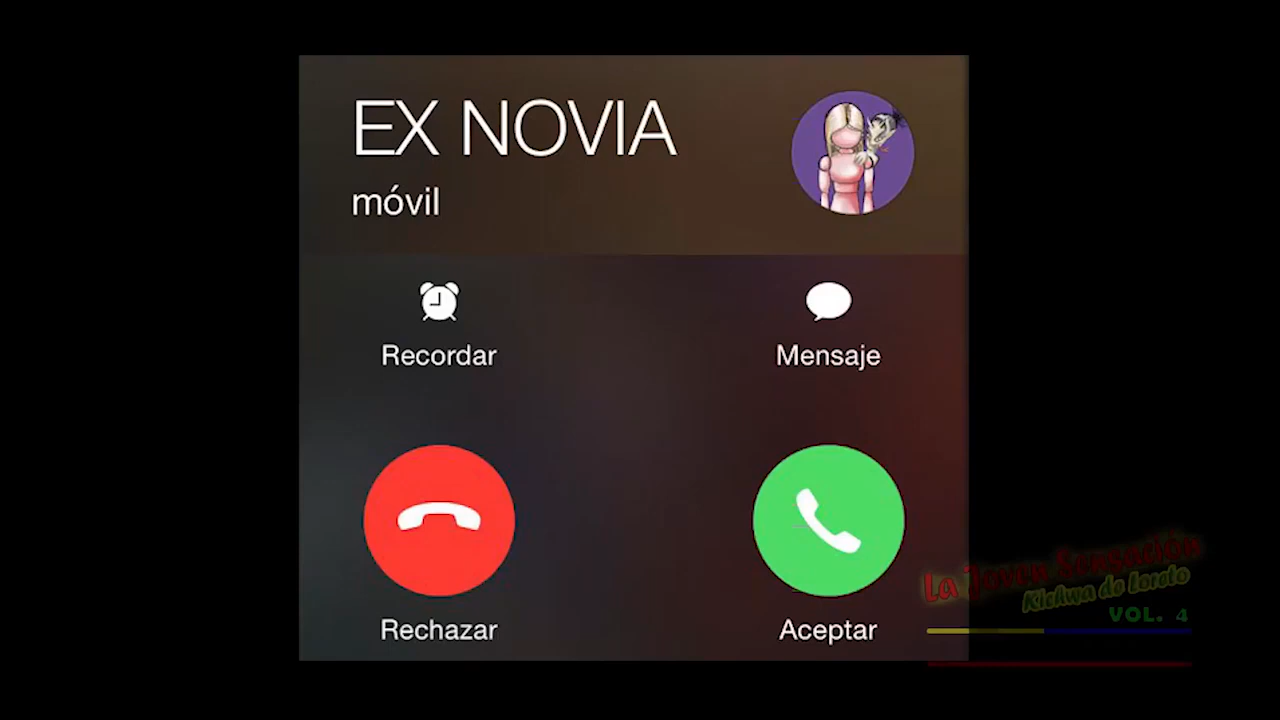 EX NOVIA
móvil
Recordar
Mensaje
Rechazar
Aceptar
La Joven Sensación
Kichwa de Loreto
VOL. 4